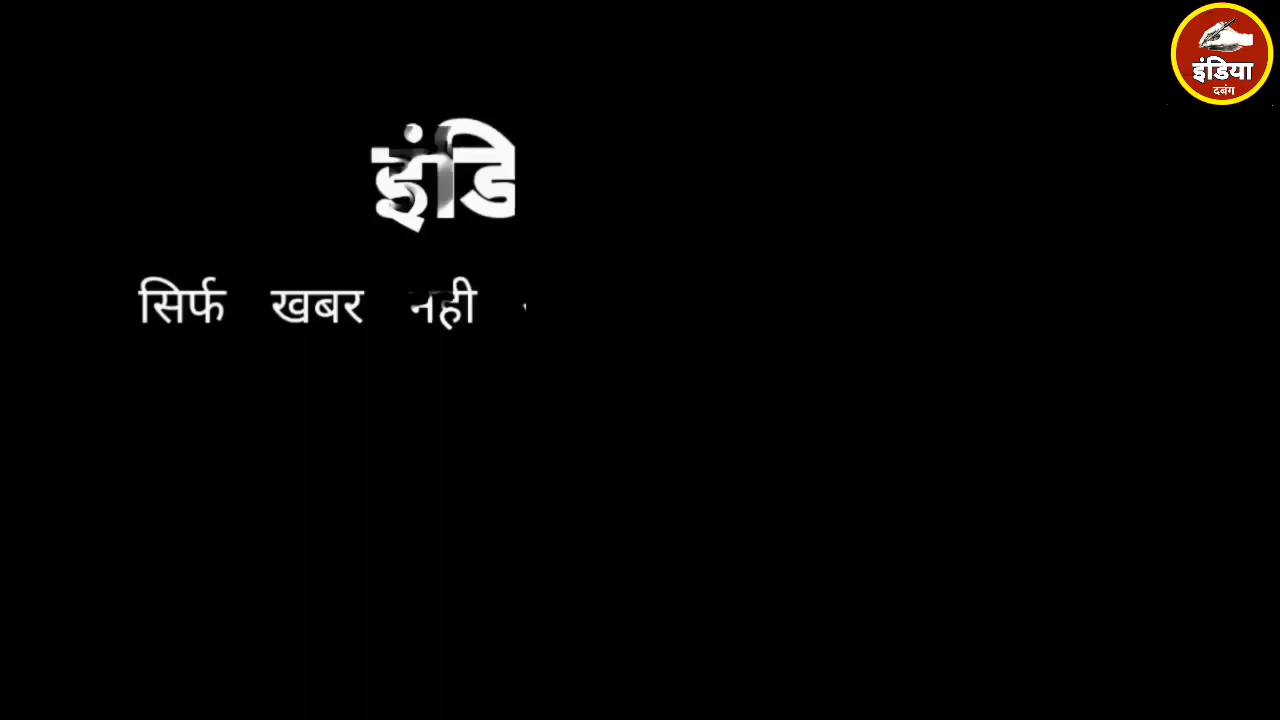 इंडिया
दबंग
इंडि
सिर्फ खबर नही